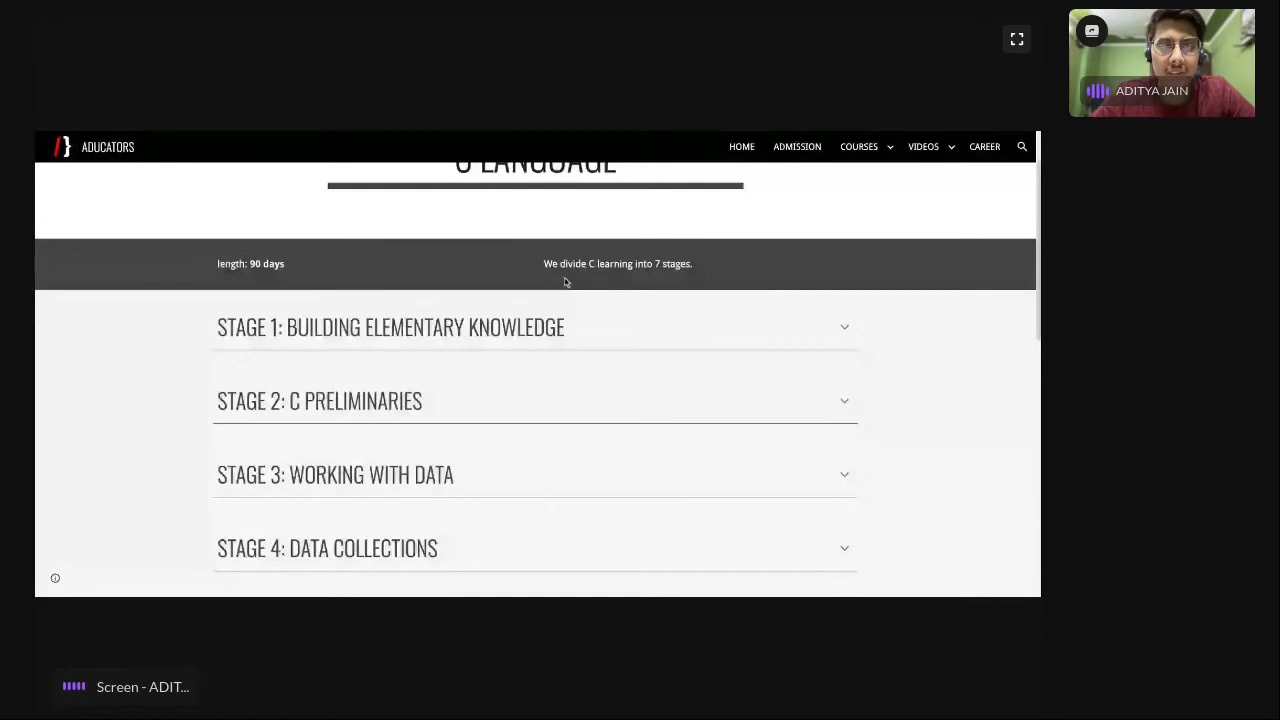 ADITYA JAIN
/} ADUCATORS
HOME ADMISSION COURSES VIDEOS CAREER
C LANGUAGE
length: 90 days
We divide C learning into 7 stages.
STAGE 1: BUILDING ELEMENTARY KNOWLEDGE
STAGE 2: C PRELIMINARIES
STAGE 3: WORKING WITH DATA
STAGE 4: DATA COLLECTIONS
Screen - ADIT...